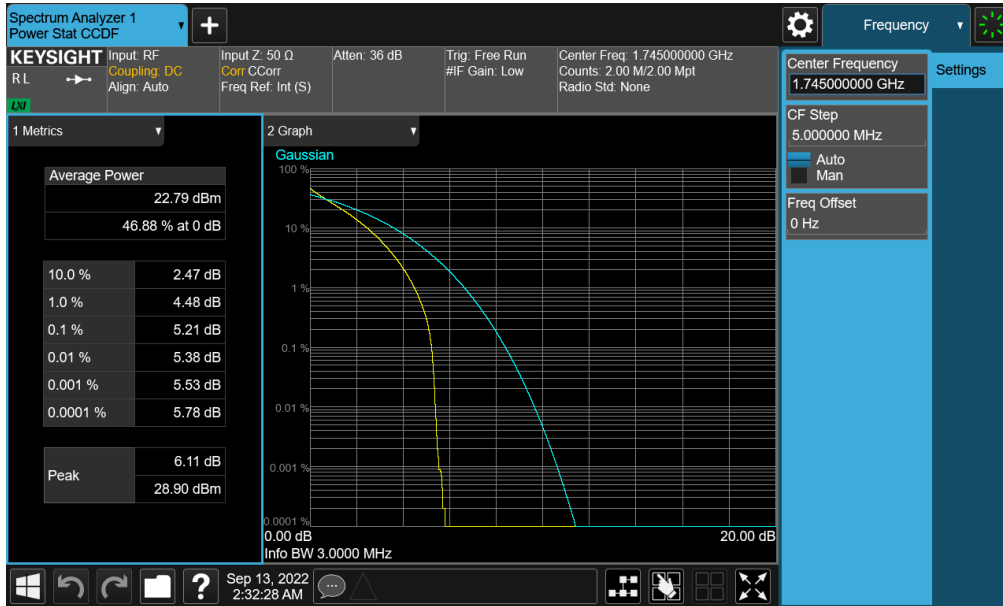 Spectrum Analyzer 1
Power Stat CCDF
Frequency
KEYSIGHT
R L
LXI
Input: RF
Coupling: DC
Align: Auto
Input Z: 50 Ω
Corr CCorr
Freq Ref: Int (S)
Atten: 36 dB
Trig: Free Run
#IF Gain: Low
Center Freq: 1.745000000 GHz
Counts: 2.00 M/2.00 Mpt
Radio Std: None
Center Frequency
1.745000000 GHz
Settings
CF Step
5.000000 MHz
Auto
Man
Freq Offset
0 Hz
1 Metrics
Average Power
22.79 dBm
46.88 % at 0 dB
10.0 % 2.47 dB
1.0 % 4.48 dB
0.1 % 5.21 dB
0.01 % 5.38 dB
0.001 % 5.53 dB
0.0001 % 5.78 dB
Peak 6.11 dB
28.90 dBm
2 Graph
Gaussian
100 %
10 %
1 %
0.1 %
0.01 %
0.001 %
0.0001 %
0.00 dB 20.00 dB
Info BW 3.0000 MHz
Sep 13, 2022
2:32:28 AM